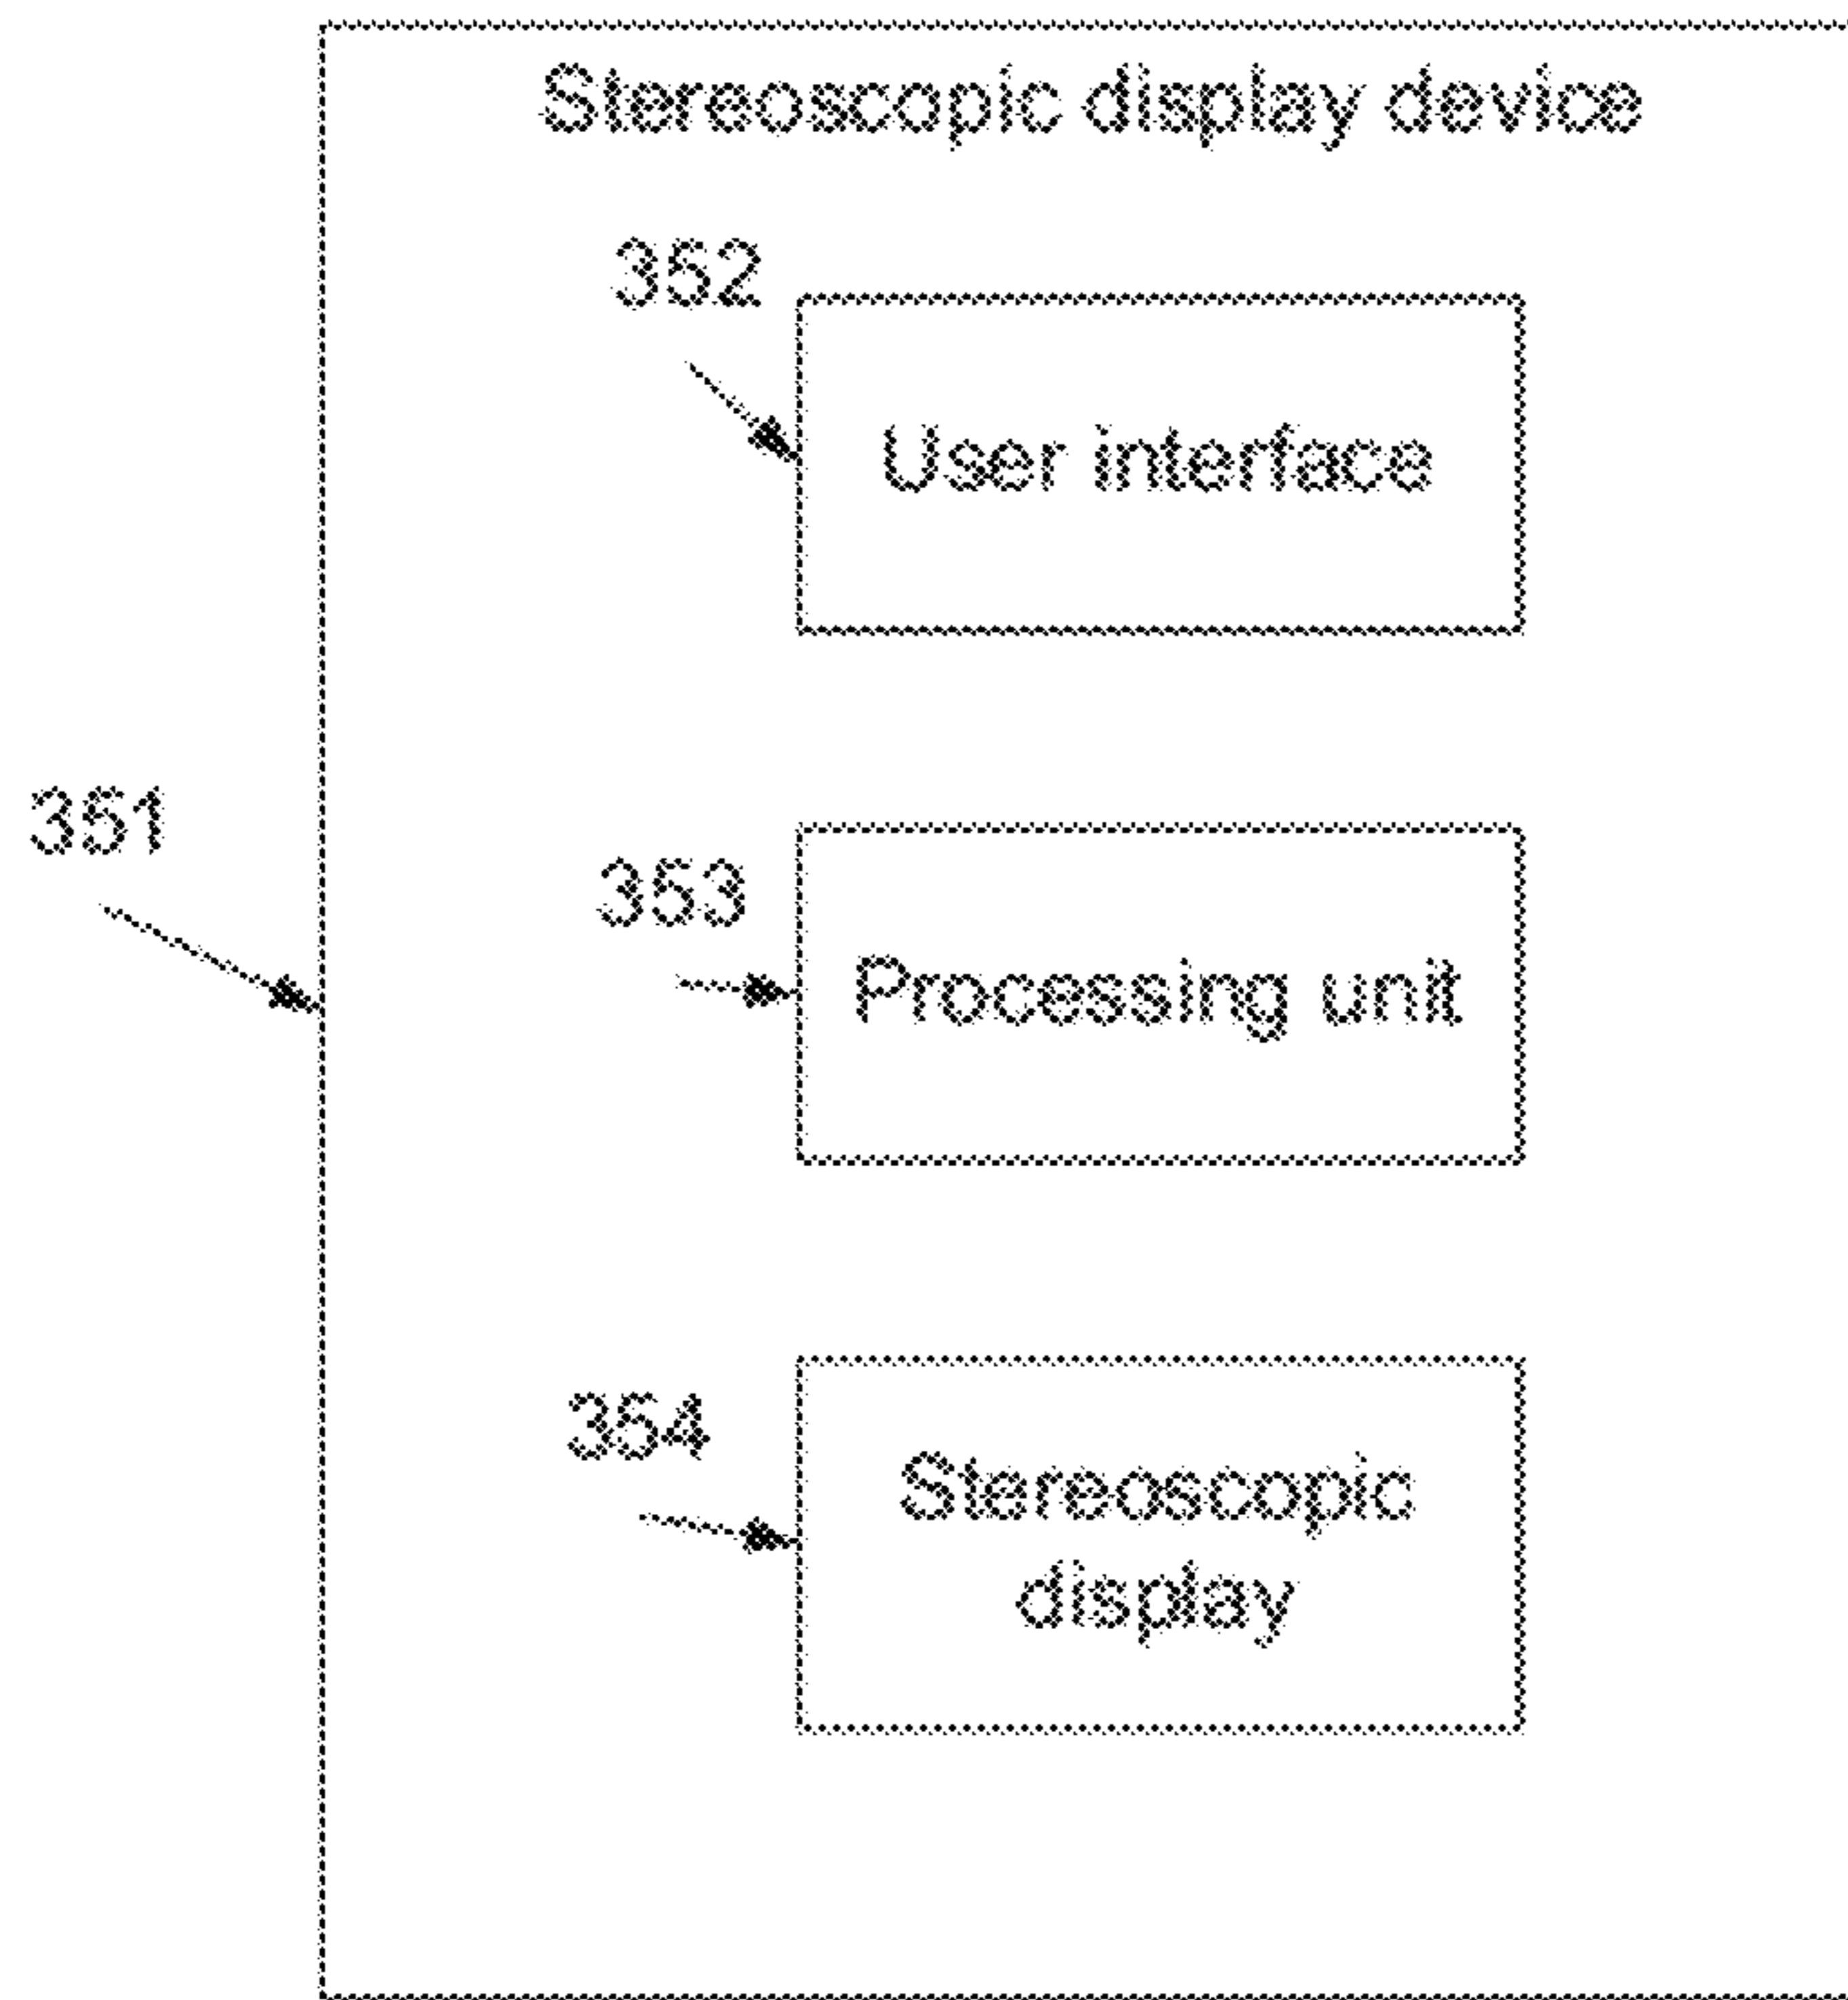 Stereoscopic display device
352
User interface
351
353
Processing unit
354
Stereoscopic
display